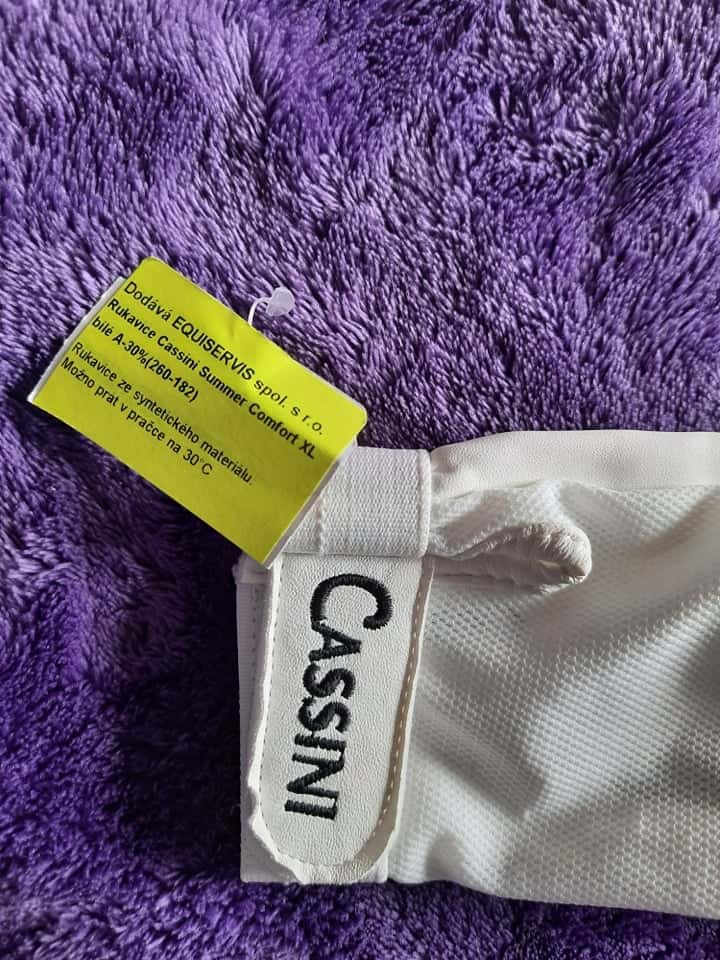 Dodává EQUISERVIS spol. s r.o.
Rukavice Cassini Summer Comfort XL
bílé A-30%(260-182)
Rukavice ze syntetického materiálu.
Možno prát v pračce na 30°C
CASSINI